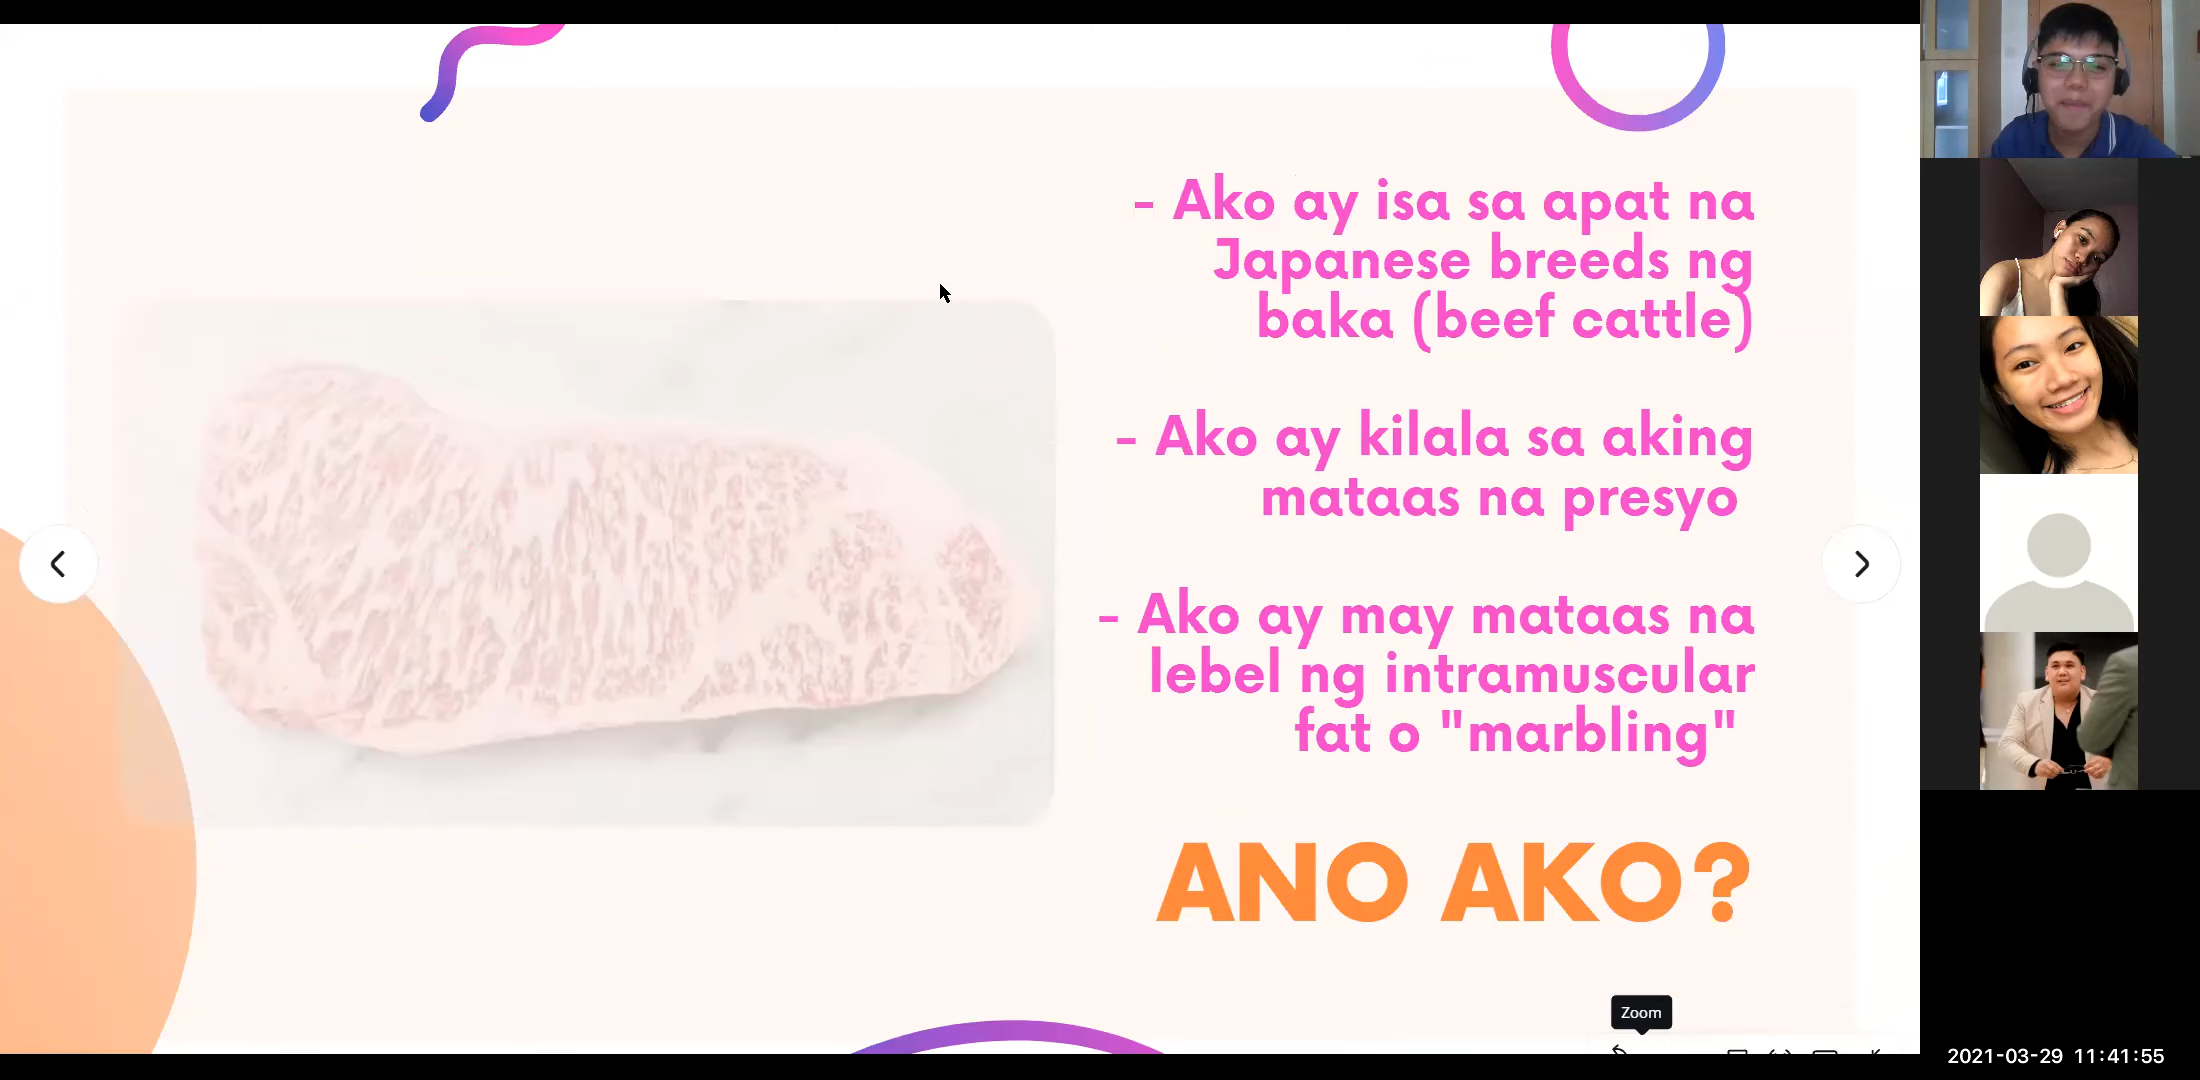 - Ako ay isa sa apat na
Japanese breeds ng
baka (beef cattle)
- Ako ay kilala sa aking
mataas na presyo
- Ako ay may mataas na
lebel ng intramuscular
fat o "marbling"
ANO AKO?
Zoom
2021-03-29 11:41:55